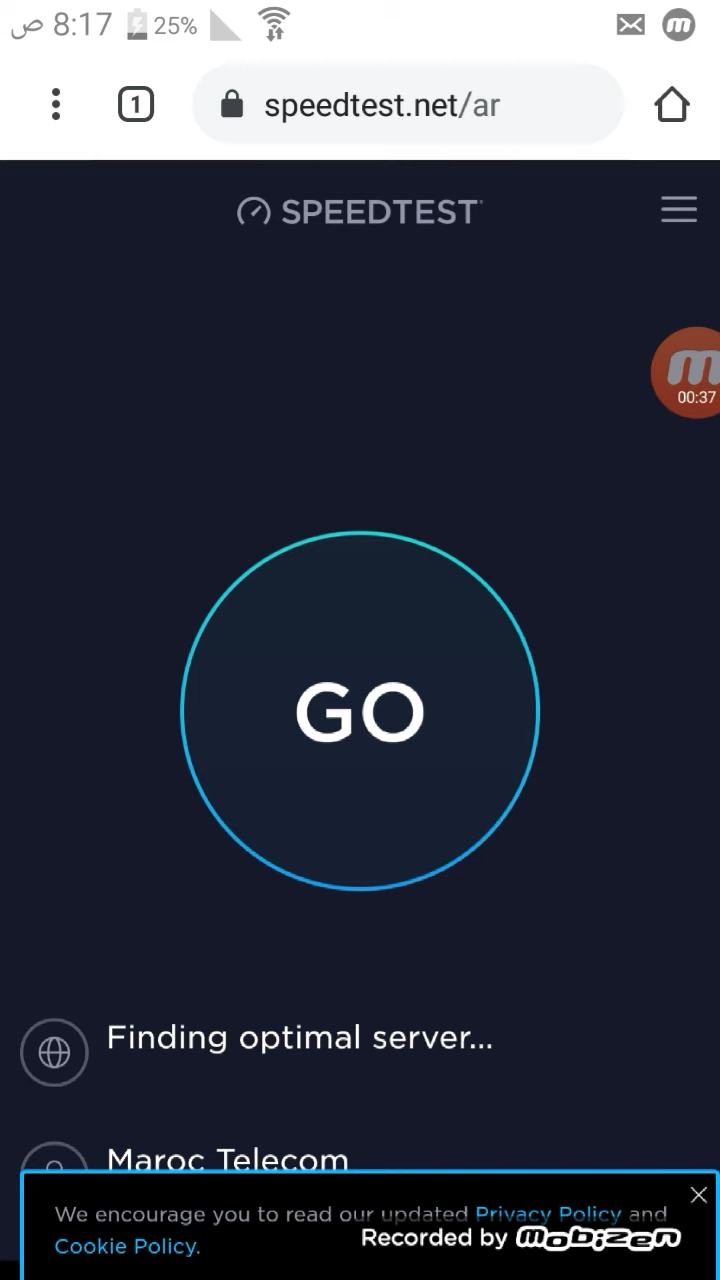 ص 8:17 25%
1
speedtest.net/ar
SPEEDTEST
00:37
GO
Finding optimal server...
Maroc Telecom
We encourage you to read our updated Privacy Policy and
Cookie Policy.
Recorded by mobizen